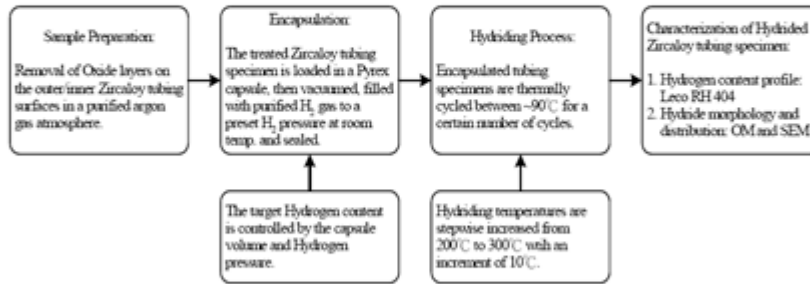 Sample Preparation:
Removal of Oxide layers on
the outer/inner Zircaloy tubing
surfaces in a purified argon
gas atmosphere.
Encapsulation:
The treated Zircaloy tubing
specimen is loaded in a Pyrex
capsule, then vacuumed, filled
with purified H₂ gas to a
preset H₂ pressure at room
temp. and sealed.
Hydriding Process:
Encapsulated tubing
specimens are thermally
cycled between ~90℃ for a
certain number of cycles.
Characterization of Hydrided
Zircaloy tubing specimen:
1. Hydrogen content profile:
Leco RH 404
2. Hydride morphology and
distribution: OM and SEM
The target Hydrogen content
is controlled by the capsule
volume and Hydrogen
pressure.
Hydriding temperatures are
stepwise increased from
200℃ to 300℃ with an
increment of 10℃.